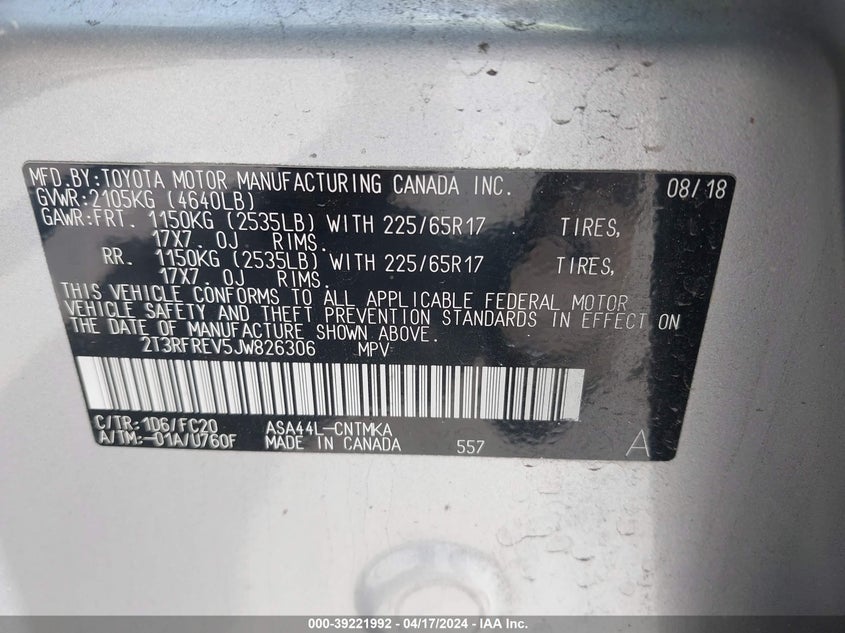 MFD.BY:TOYOTA MOTOR MANUFACTURING CANADA INC. 08/18
GVWR:2105KG (4640LB)
GAWR:FRT. 1150KG (2535LB) WITH 225/65R17 TIRES,
17X7. 0J RIMS.
RR. 1150KG (2535LB) WITH 225/65R17 TIRES,
17X7. 0J RIMS.
THIS VEHICLE CONFORMS TO ALL APPLICABLE FEDERAL MOTOR
VEHICLE SAFETY AND THEFT PREVENTION STANDARDS IN EFFECT ON
THE DATE OF MANUFACTURE SHOWN ABOVE.
2T3RFREV5JW826306 MPV
C/TR:1D6/FC20 ASA44L-CNTMKA
A/TM:-01A/U760F MADE IN CANADA 557 A
000-39221992 - 04/17/2024 - IAA Inc.